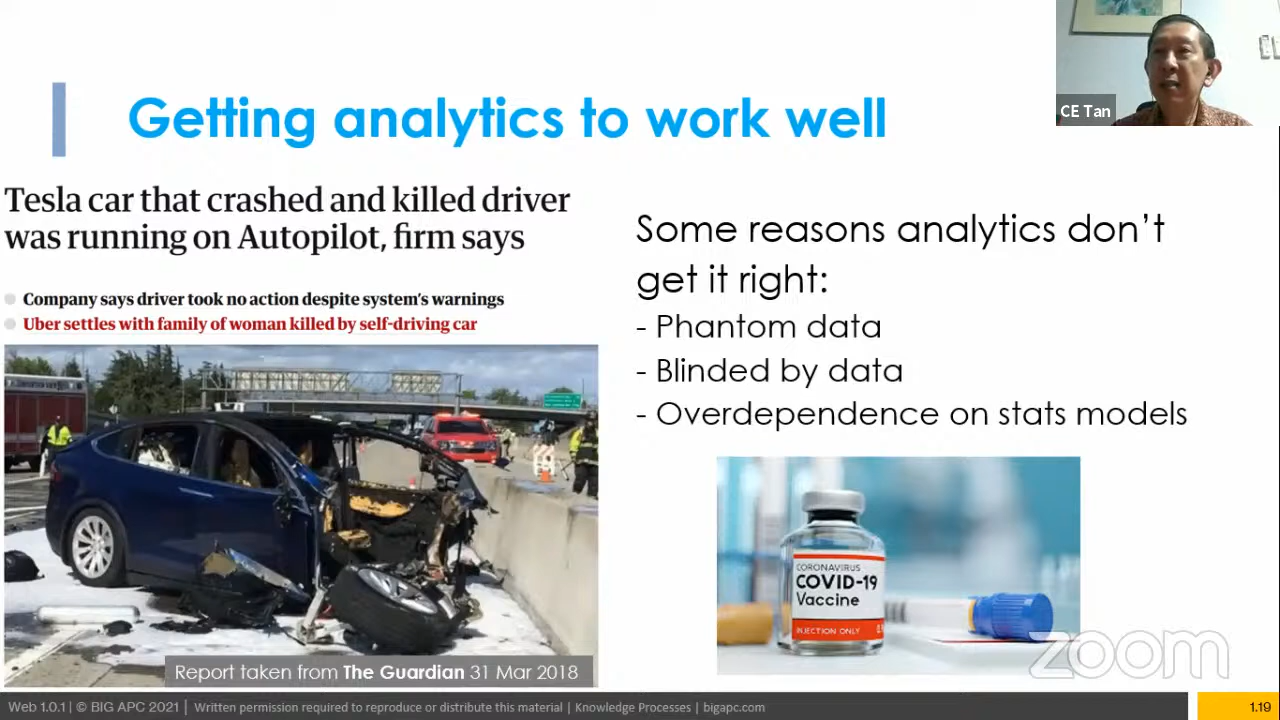 CE Tan
Getting analytics to work well
Tesla car that crashed and killed driver
was running on Autopilot, firm says
Company says driver took no action despite system's warnings
Uber settles with family of woman killed by self-driving car
Report taken from The Guardian 31 Mar 2018
Some reasons analytics don't
get it right:
- Phantom data
- Blinded by data
- Overdependence on stats models
CORONAVIRUS
COVID-19
Vaccine
INJECTION ONLY
zoom
Web 1.0.1 | © BIG APC 2021 | Written permission required to reproduce or distribute this material | Knowledge Processes | bigapc.com
1.19